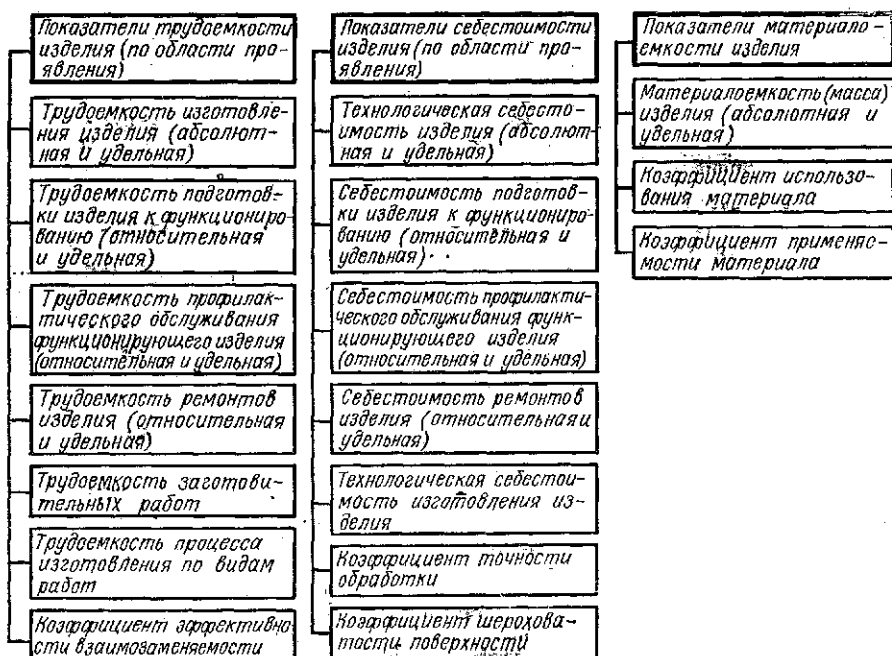 Показатели трудоемкости
изделия (по области про-
явления)
Трудоемкость изготовле-
ния изделия (абсолют-
ная и удельная)
Трудоемкость подготов-
ки изделия к функциониро-
ванию (относительная
и удельная)
Трудоемкость профилак-
тического обслуживания
функционирующего изделия
(относительная и удельная)
Трудоемкость ремонтов
изделия (относительная
и удельная)
Трудоемкость заготови-
тельных работ
Трудоемкость процесса
изготовления по видам
работ
Коэффициент эффективно
сти взаимозаменяемости
Показатели себестоимости
изделия (по области про-
явления)
Технологическая себесто-
имость изделия (абсолют-
ная и удельная)
Себестоимость подготов-
ки изделия к функциониро-
ванию (относительная и
удельная)
Себестоимость профилакти-
ческого обслуживания функ-
ционирующего изделия
(относительная и удельная)
Себестоимость ремонтов
изделия (относительная и
удельная)
Технологическая себестои-
мость изготовления из-
делия
Коэффициент точности
обработки
Коэффициент шерохова-
тости поверхности
Показатели материало-
емкости изделия
Материалоемкость (масса)
изделия (абсолютная и
удельная)
Коэффициент использо-
вания материала
Коэффициент применяе-
мости материала